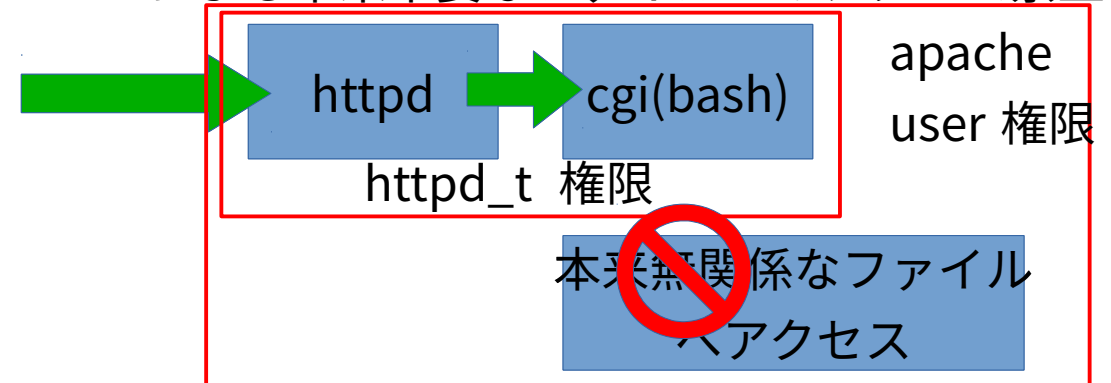 httpd
cgi(bash)
apache
user 権限
httpd_t 権限
本来無関係なファイル
へアクセス